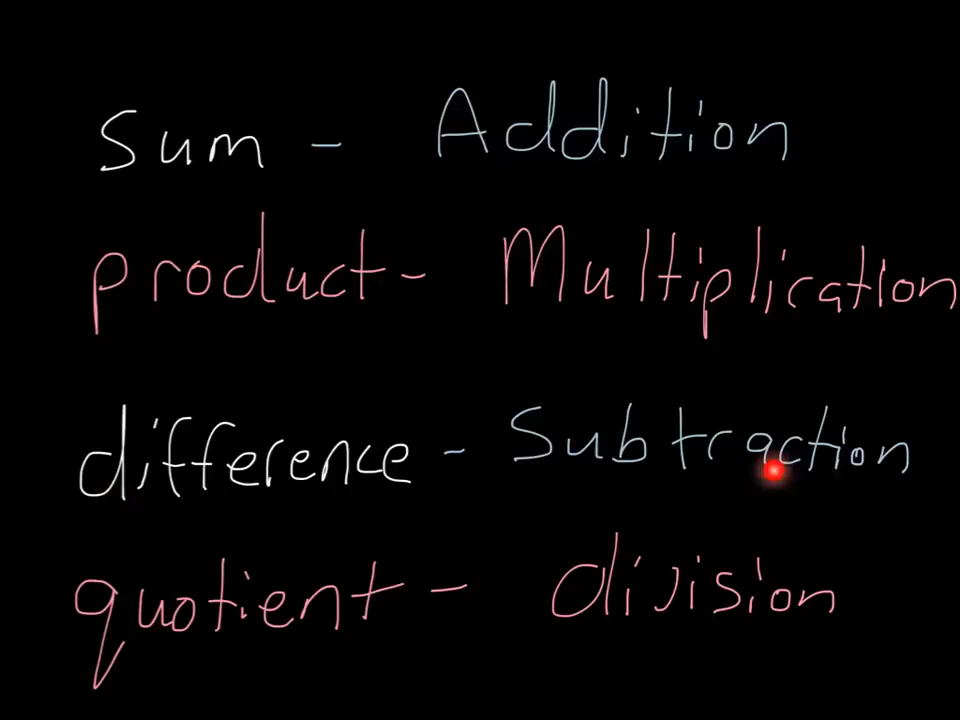 Sum - Addition
product - Multiplication
difference - Subtraction
quotient - division